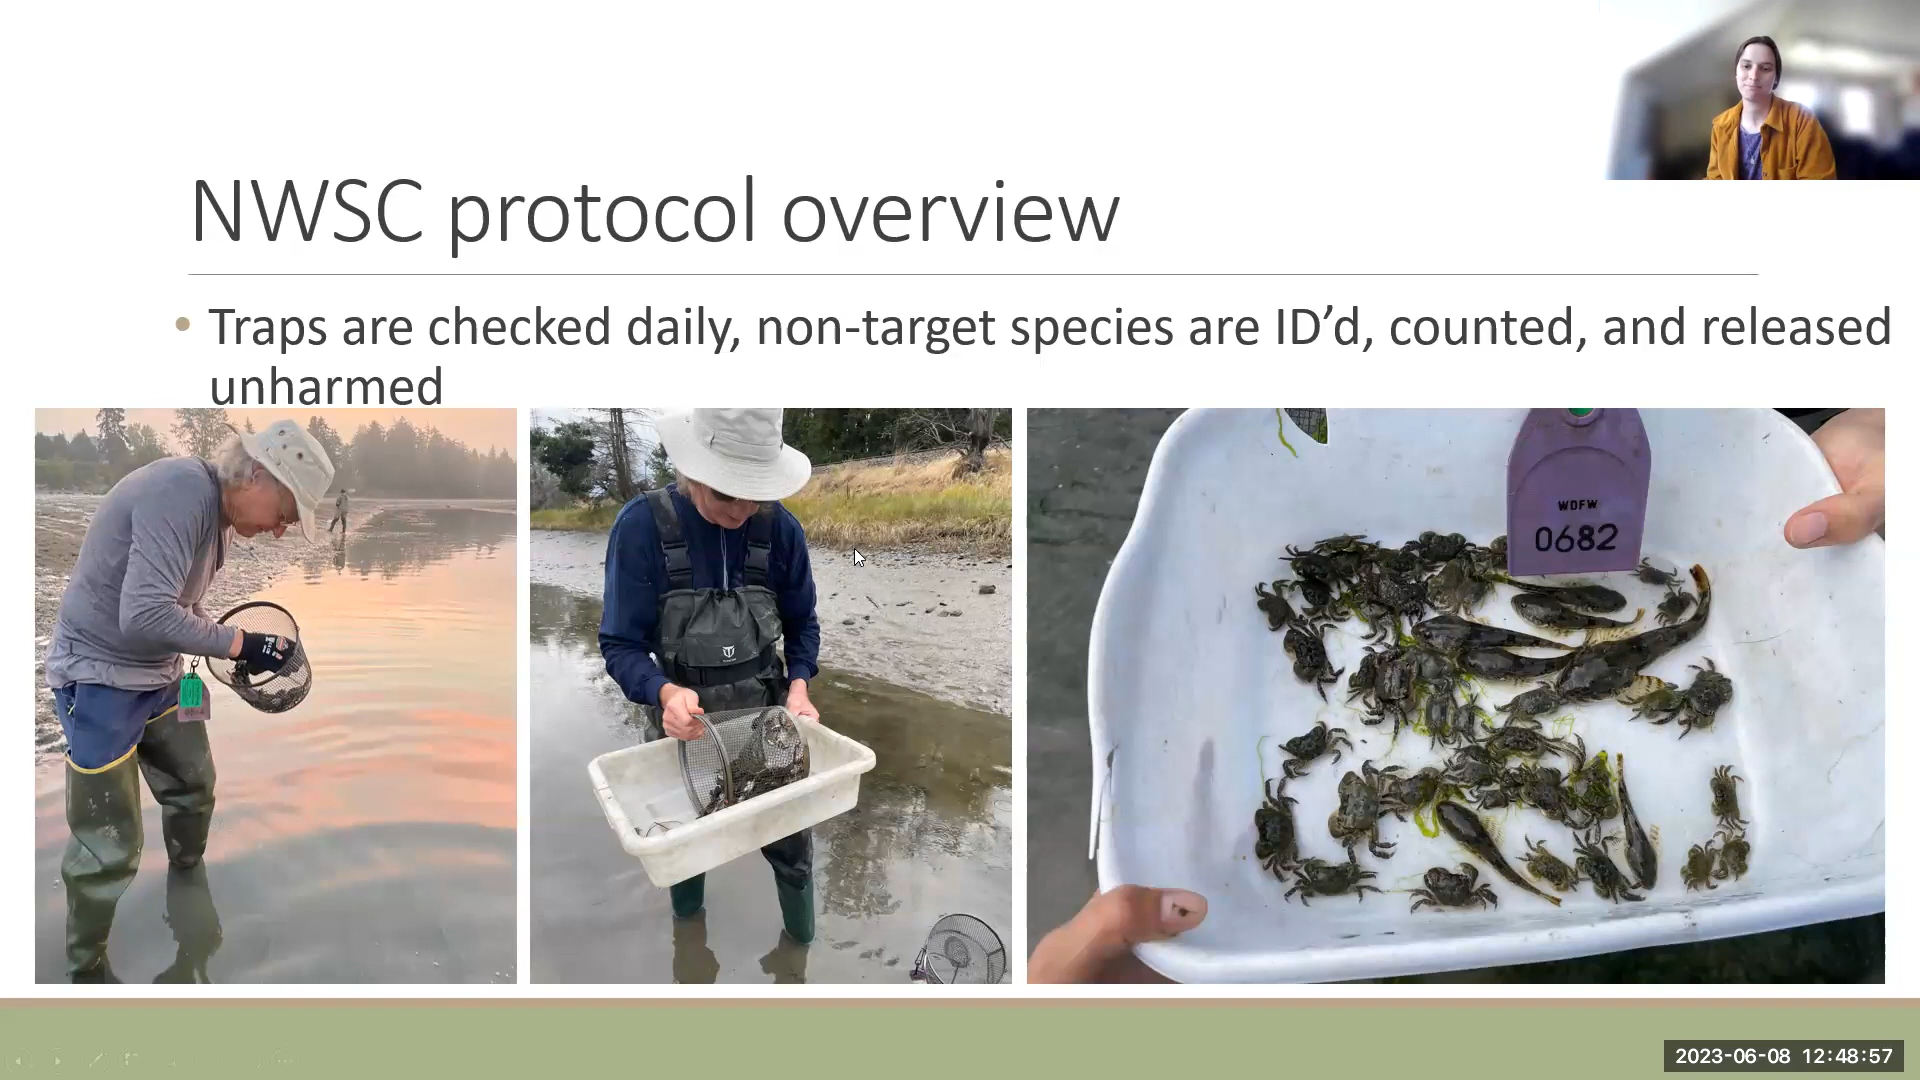 NWSC protocol overview
• Traps are checked daily, non-target species are ID’d, counted, and released
unharmed
WDFW
0682
2023-06-08 12:48:57